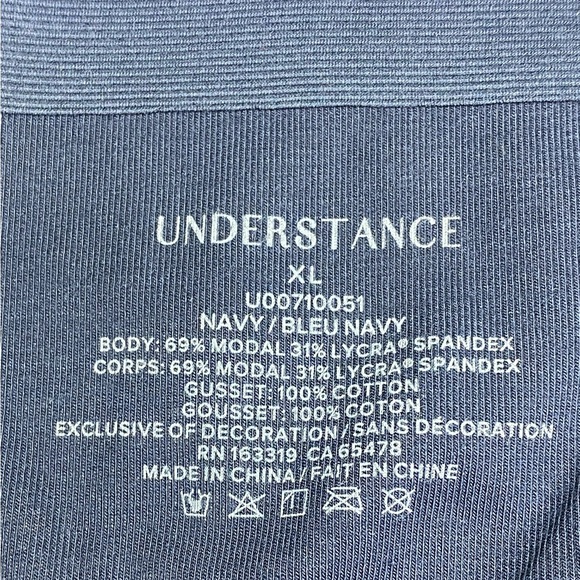 UNDERSTANCE
XL
U00710051
NAVY / BLEU NAVY
BODY: 69% MODAL 31% LYCRA® SPANDEX
CORPS: 69% MODAL 31% LYCRA® SPANDEX
GUSSET: 100% COTTON
GOUSSET: 100% COTON
EXCLUSIVE OF DECORATION / SANS DÉCORATION
RN 163319 CA 65478
MADE IN CHINA / FAIT EN CHINE